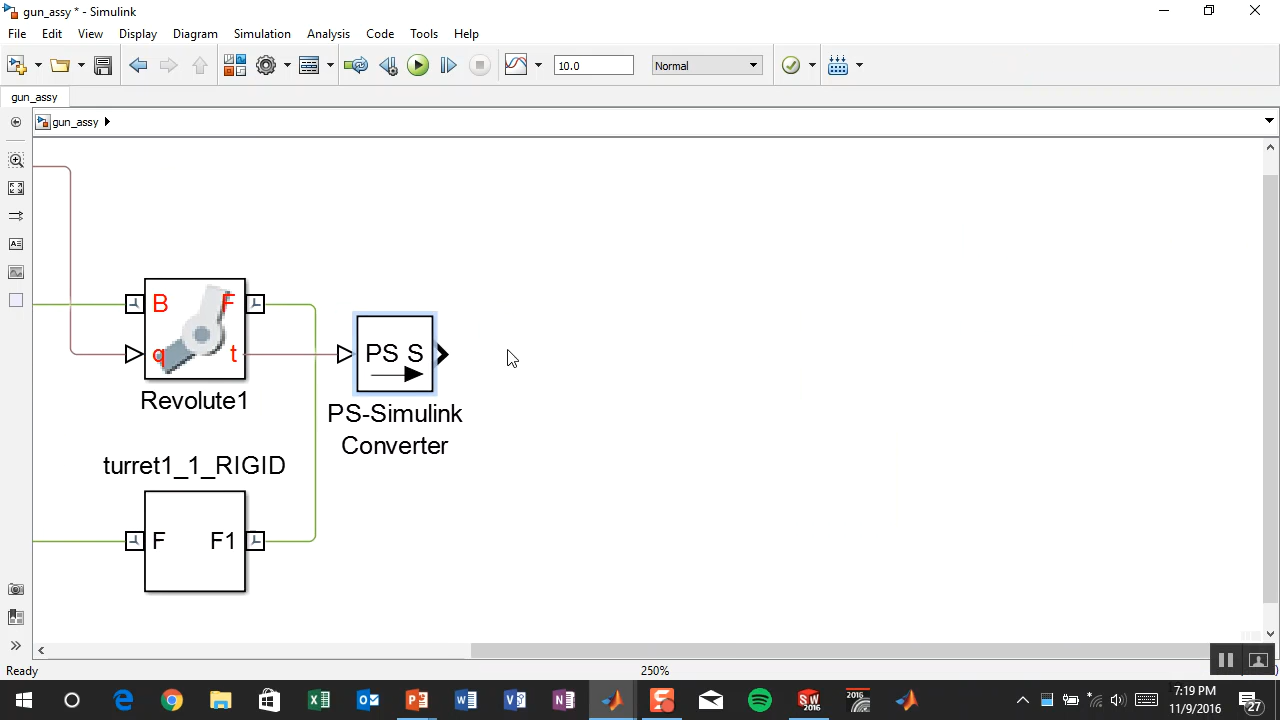 gun_assy * - Simulink
File Edit View Display Diagram Simulation Analysis Code Tools Help
10.0 Normal
gun_assy
gun_assy
B F
q t
Revolute1
PS S
PS-Simulink
Converter
turret1_1_RIGID
F F1
Ready 250%
7:19 PM
11/9/2016
27